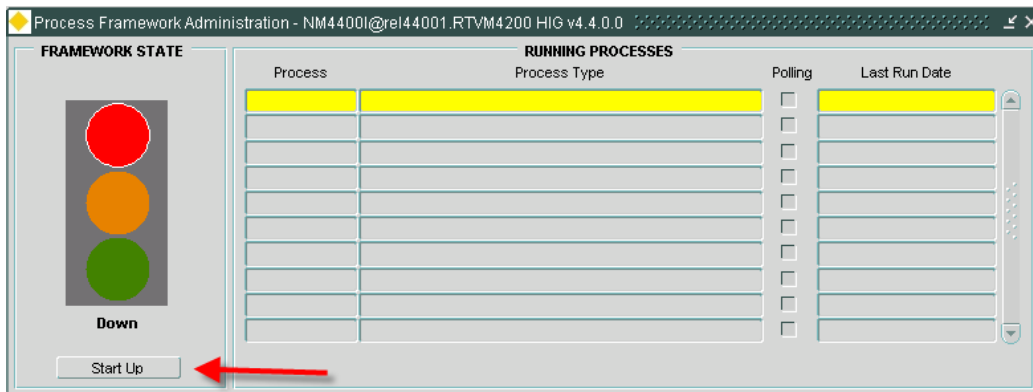 Process Framework Administration - NM4400I@rel44001.RTVM4200 HIG v4.4.0.0
FRAMEWORK STATE
RUNNING PROCESSES
Process Process Type Polling Last Run Date
Down
Start Up